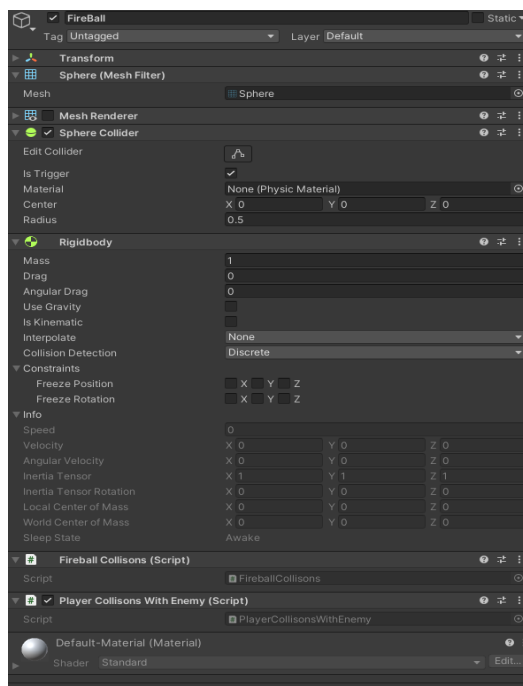 FireBall Static
Tag Untagged Layer Default
Transform
Sphere (Mesh Filter)
Mesh Sphere
Mesh Renderer
Sphere Collider
Edit Collider
Is Trigger
Material None (Physic Material)
Center X 0 Y 0 Z 0
Radius 0.5
Rigidbody
Mass 1
Drag 0
Angular Drag 0
Use Gravity
Is Kinematic
Interpolate None
Collision Detection Discrete
Constraints
Freeze Position X Y Z
Freeze Rotation X Y Z
Info
Speed 0
Velocity X 0 Y 0 Z 0
Angular Velocity X 0 Y 0 Z 0
Inertia Tensor X 1 Y 1 Z 1
Inertia Tensor Rotation X 0 Y 0 Z 0
Local Center of Mass X 0 Y 0 Z 0
World Center of Mass X 0 Y 0 Z 0
Sleep State Awake
# Fireball Collisons (Script)
Script FireballCollisons
# Player Collisons With Enemy (Script)
Script PlayerCollisonsWithEnemy
Default-Material (Material)
Shader Standard Edit...